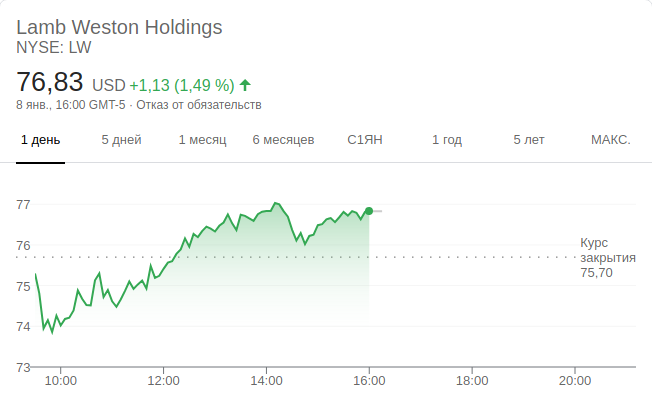 Lamb Weston Holdings
NYSE: LW
76,83 USD +1,13 (1,49 %)
8 янв., 16:00 GMT-5 · Отказ от обязательств
1 день 5 дней 1 месяц 6 месяцев С1ЯН 1 год 5 лет МАКС.
77
76
Курс
закрытия
75,70
75
74
73
10:00 12:00 14:00 16:00 18:00 20:00